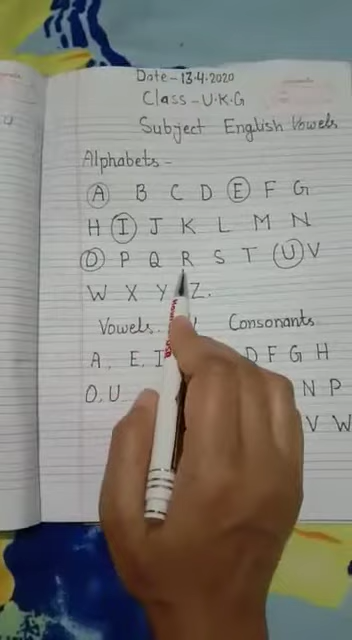 Date-13.4.2020
Class-U.K.G
Subject English Vowels
Alphabets-
A B C D E F G
H I J K L M N
O P Q R S T U V
W X Y Z.
Vowels. Consonants
A, E, I D F G H
O, U N P
V W